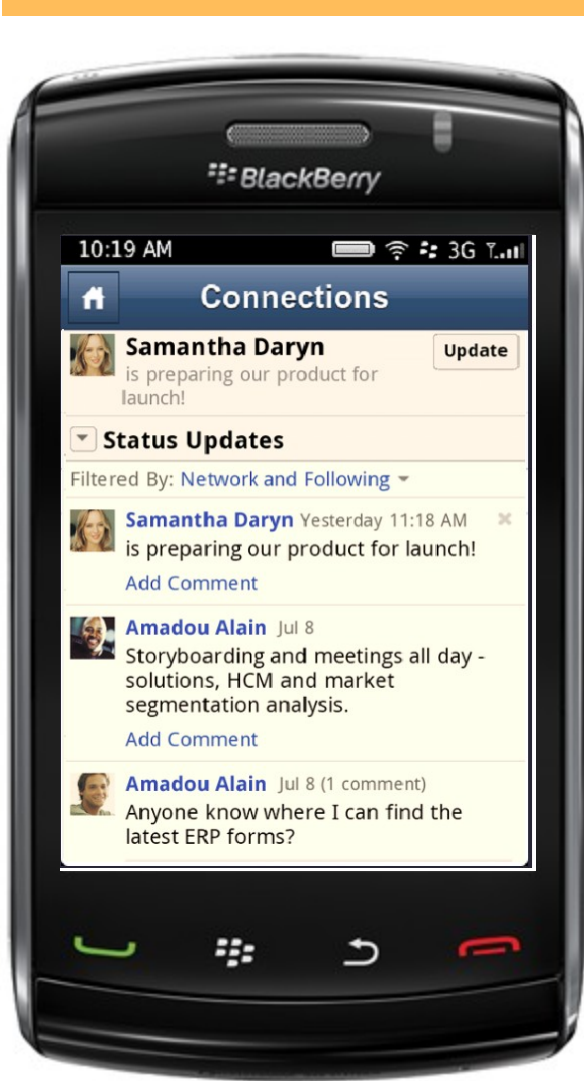 BlackBerry
10:19 AM 3G
Connections
Samantha Daryn Update
is preparing our product for
launch!
Status Updates
Filtered By: Network and Following
Samantha Daryn Yesterday 11:18 AM ×
is preparing our product for launch!
Add Comment
Amadou Alain Jul 8
Storyboarding and meetings all day -
solutions, HCM and market
segmentation analysis.
Add Comment
Amadou Alain Jul 8 (1 comment)
Anyone know where I can find the
latest ERP forms?